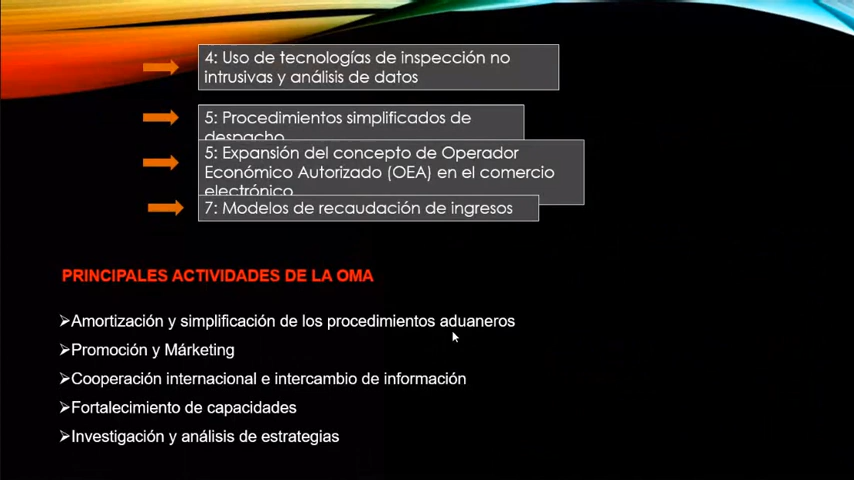 4: Uso de tecnologías de inspección no
intrusivas y análisis de datos
5: Procedimientos simplificados de
despacho
5: Expansión del concepto de Operador
Económico Autorizado (OEA) en el comercio
electrónico
7: Modelos de recaudación de ingresos
PRINCIPALES ACTIVIDADES DE LA OMA
➢Amortización y simplificación de los procedimientos aduaneros
➢Promoción y Márketing
➢Cooperación internacional e intercambio de información
➢Fortalecimiento de capacidades
➢Investigación y análisis de estrategias